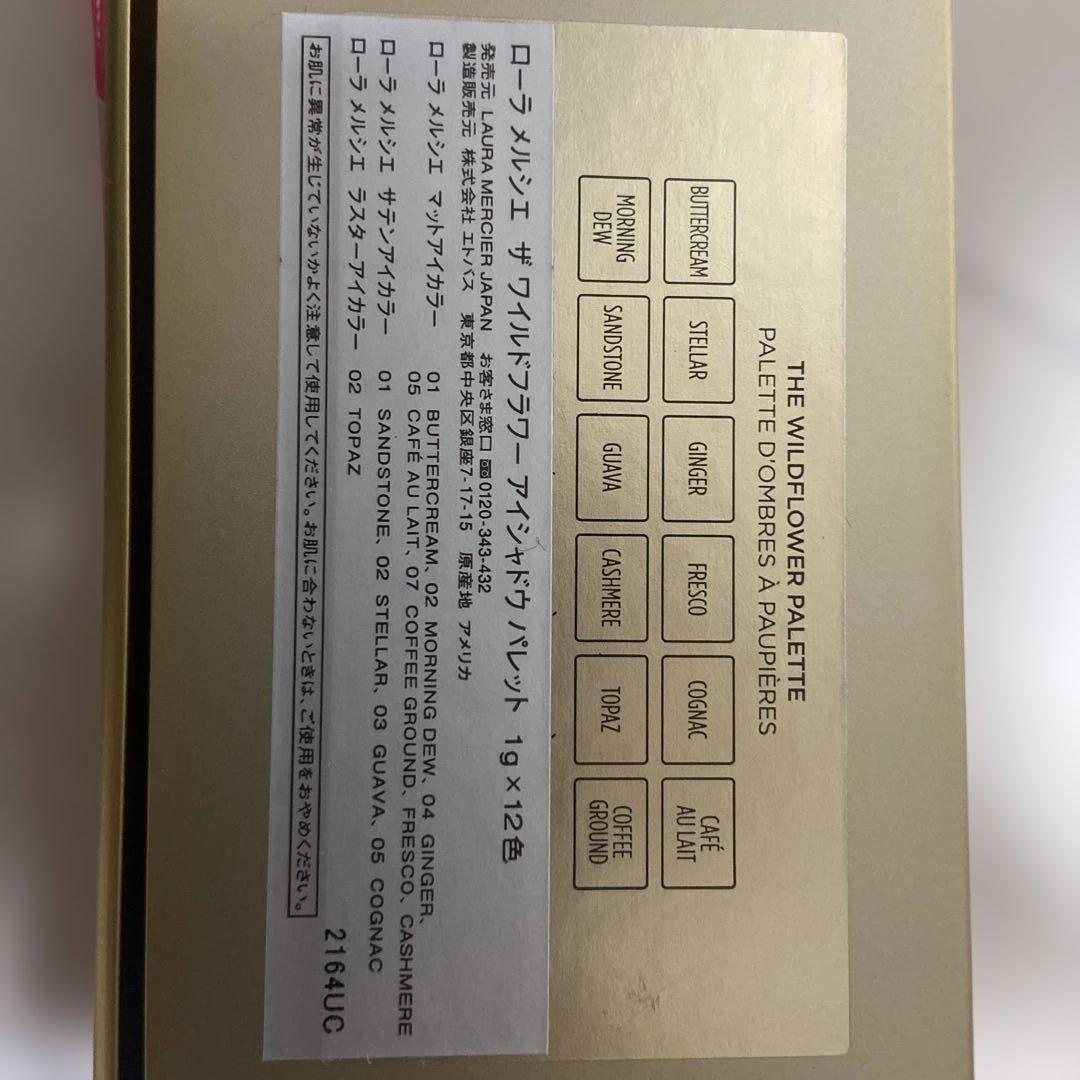 THE WILDFLOWER PALETTE
PALETTE D'OMBRES À PAUPIÈRES
BUTTERCREAM
STELLAR
GINGER
FRESCO
COGNAC
CAFÉ
AU LAIT
MORNING
DEW
SANDSTONE
GUAVA
CASHMERE
TOPAZ
COFFEE
GROUND
ローラ メルシエ ザ ワイルドフラワー アイシャドウ パレット 1g×12色
発売元 LAURA MERCIER JAPAN お客さま窓口 0120-343-432
製造販売元 株式会社 エトバス 東京都中央区銀座7-17-15 原産地 アメリカ
ローラ メルシエ マットアイカラー 01 BUTTERCREAM、02 MORNING DEW、04 GINGER、
05 CAFÉ AU LAIT、07 COFFEE GROUND、FRESCO、CASHMERE
ローラ メルシエ サテンアイカラー 01 SANDSTONE、02 STELLAR、03 GUAVA、05 COGNAC
ローラ メルシエ ラスターアイカラー 02 TOPAZ
お肌に異常が生じていないかよく注意して使用してください。お肌に合わないときは、ご使用をおやめください。
2164UC